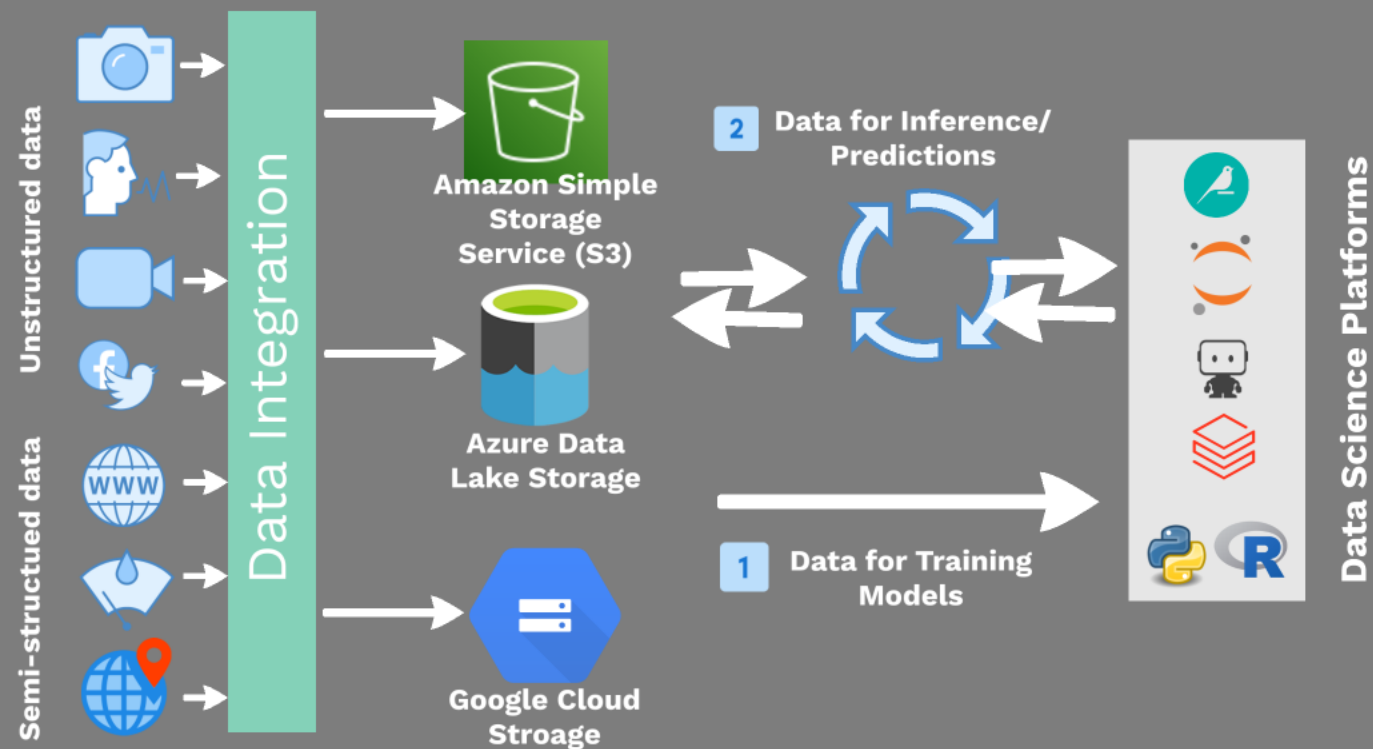 Unstructured data
Semi-structued data
f
WWW
Data Integration
Amazon Simple
Storage
Service (S3)
Azure Data
Lake Storage
Google Cloud
Stroage
2
Data for Inference/
Predictions
1
Data for Training
Models
R
Data Science Platforms